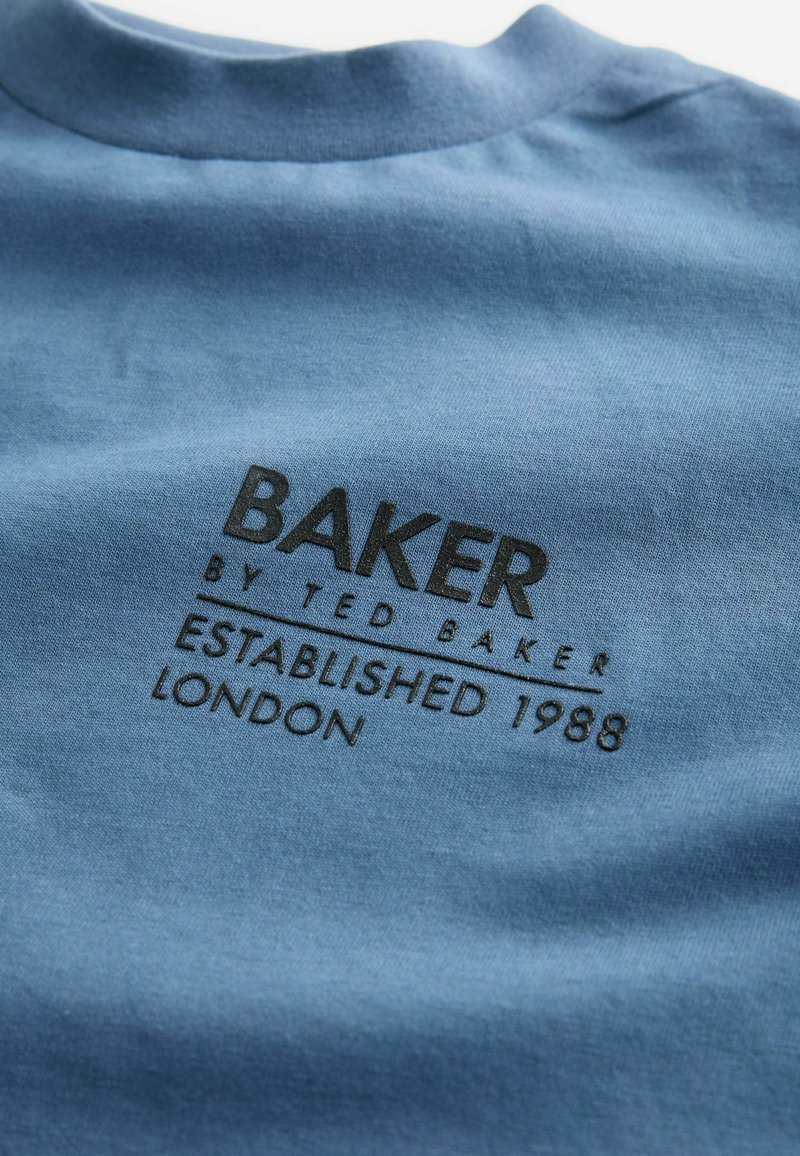 BAKER
BY TED BAKER
ESTABLISHED 1988
LONDON